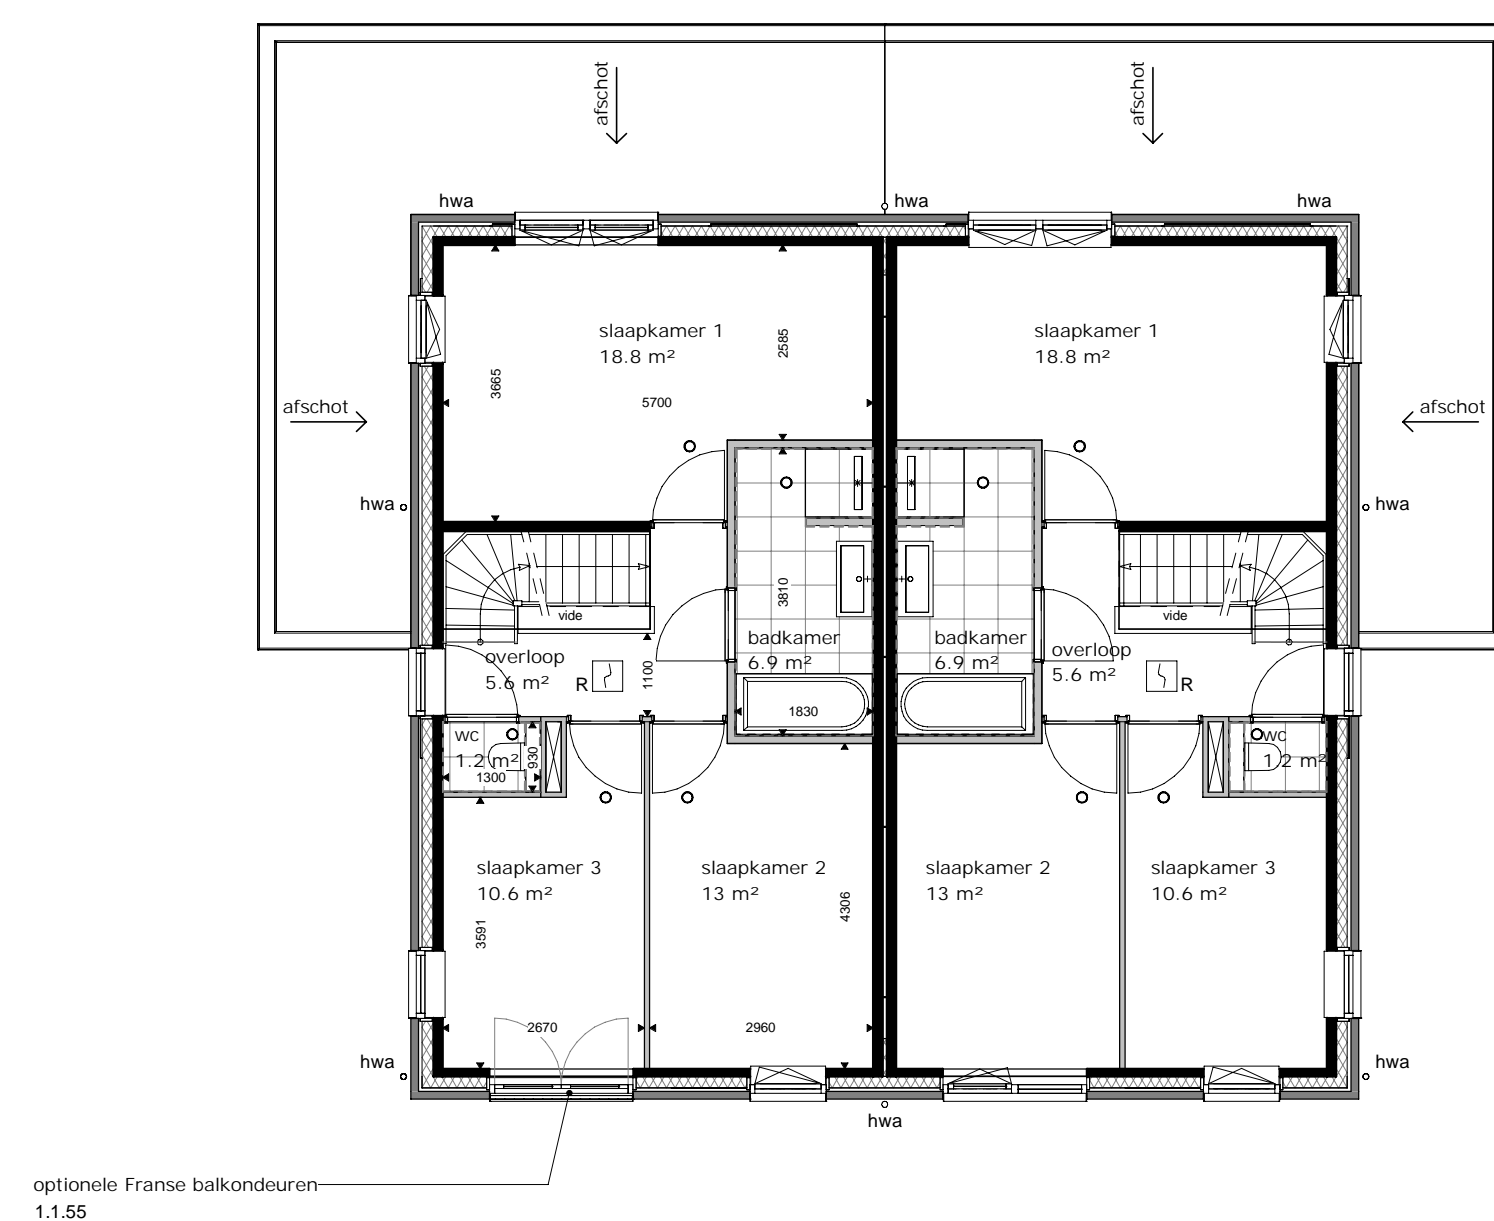 afschot
afschot
hwa
hwa
hwa
slaapkamer 1
18.8 m²
2585
3665
5700
slaapkamer 1
18.8 m²
afschot
afschot
hwa
hwa
3810
vide
vide
badkamer
6.9 m²
badkamer
6.9 m²
overloop
5.6 m²
R
1100
overloop
5.6 m²
R
1830
wc
1.2 m²
930
1300
wc
1.2 m²
slaapkamer 3
10.6 m²
slaapkamer 2
13 m²
slaapkamer 2
13 m²
slaapkamer 3
10.6 m²
3591
4306
2670
2960
hwa
hwa
hwa
optionele Franse balkondeuren
1.1.55